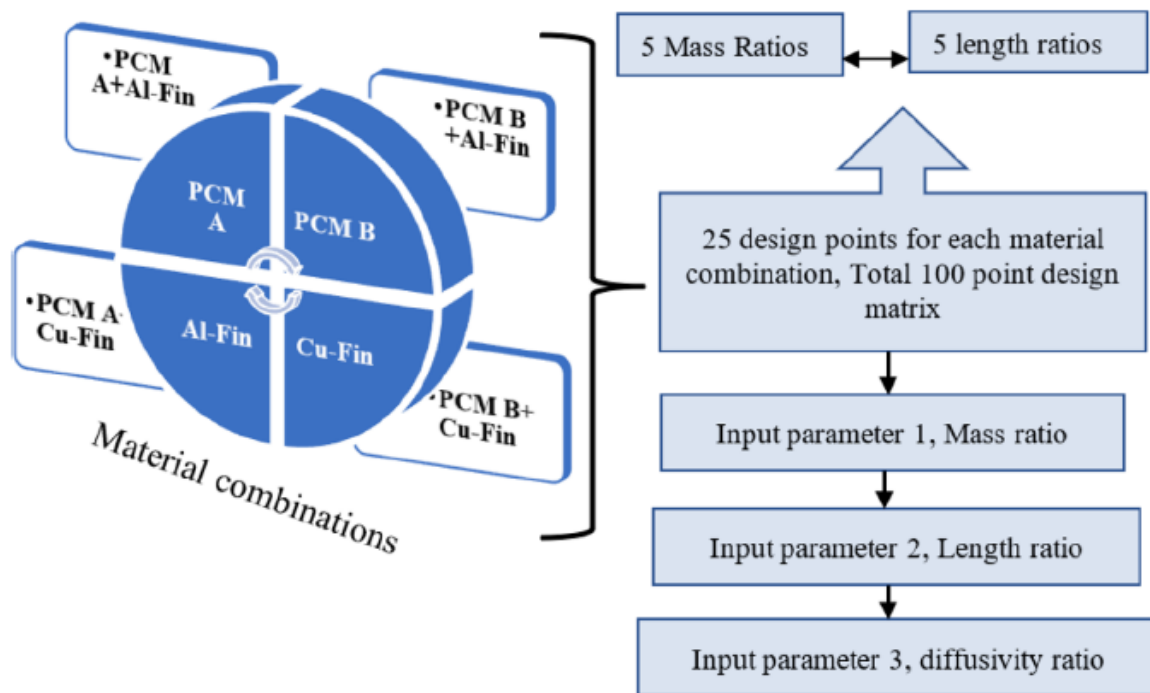 •PCM
A+Al-Fin
•PCM B
+Al-Fin
PCM
A
PCM B
Al-Fin
Cu-Fin
•PCM A
Cu-Fin
•PCM B+
Cu-Fin
Material combinations
5 Mass Ratios
5 length ratios
25 design points for each material
combination, Total 100 point design
matrix
Input parameter 1, Mass ratio
Input parameter 2, Length ratio
Input parameter 3, diffusivity ratio